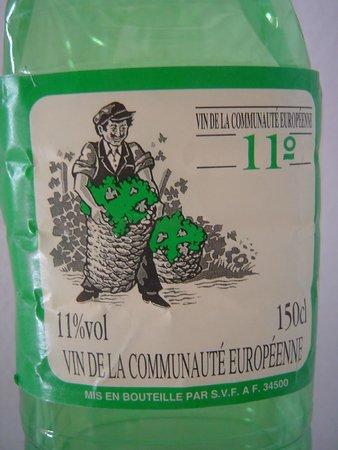 VIN DE LA COMMUNAUTÉ EUROPÉENNE
11º
11%vol
150cl
VIN DE LA COMMUNAUTÉ EUROPÉENNE
MIS EN BOUTEILLE PAR S.V.F. A F. 34500